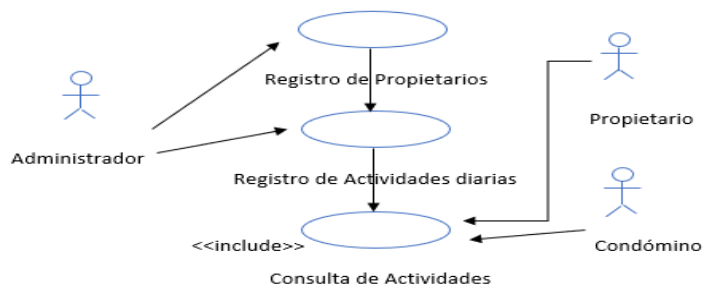 Registro de Propietarios
Propietario
Administrador
Registro de Actividades diarias
<<include>>
Condómino
Consulta de Actividades